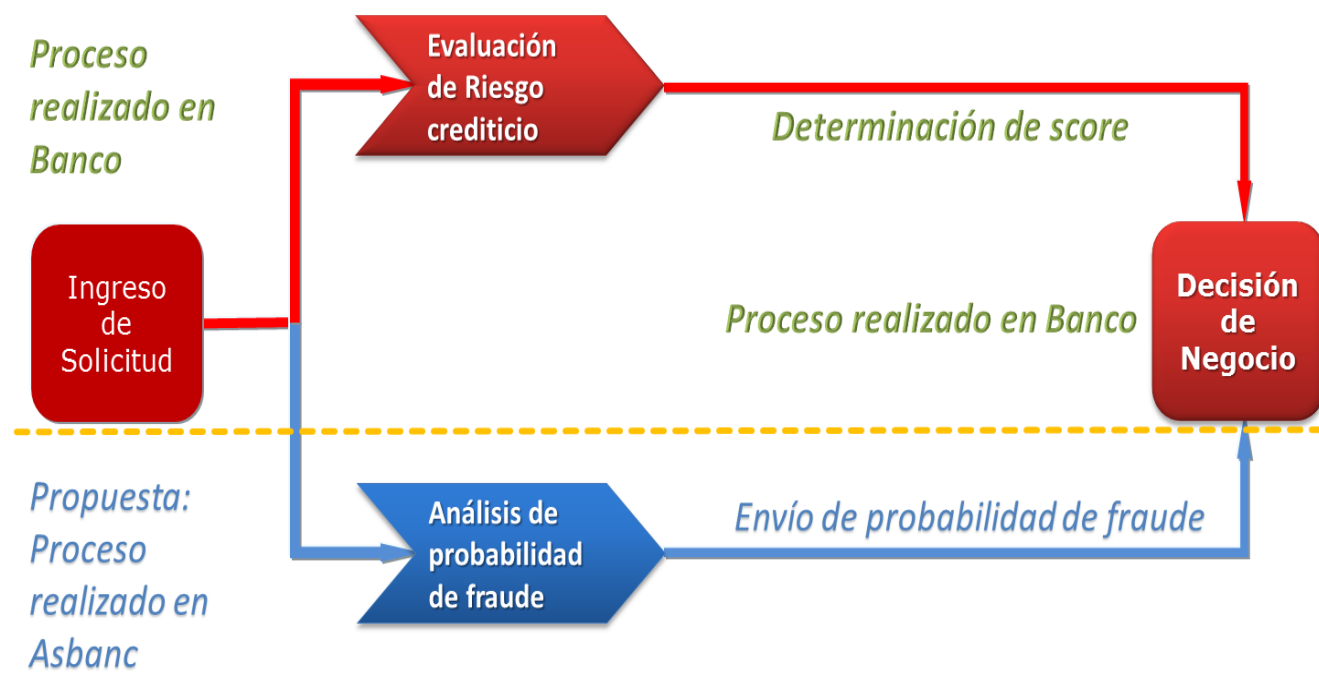 Proceso
realizado en
Banco
Evaluación
de Riesgo
crediticio
Determinación de score
Ingreso
de
Solicitud
Proceso realizado en Banco
Decisión
de
Negocio
Propuesta:
Proceso
realizado en
Asbanc
Análisis de
probabilidad
de fraude
Envío de probabilidad de fraude